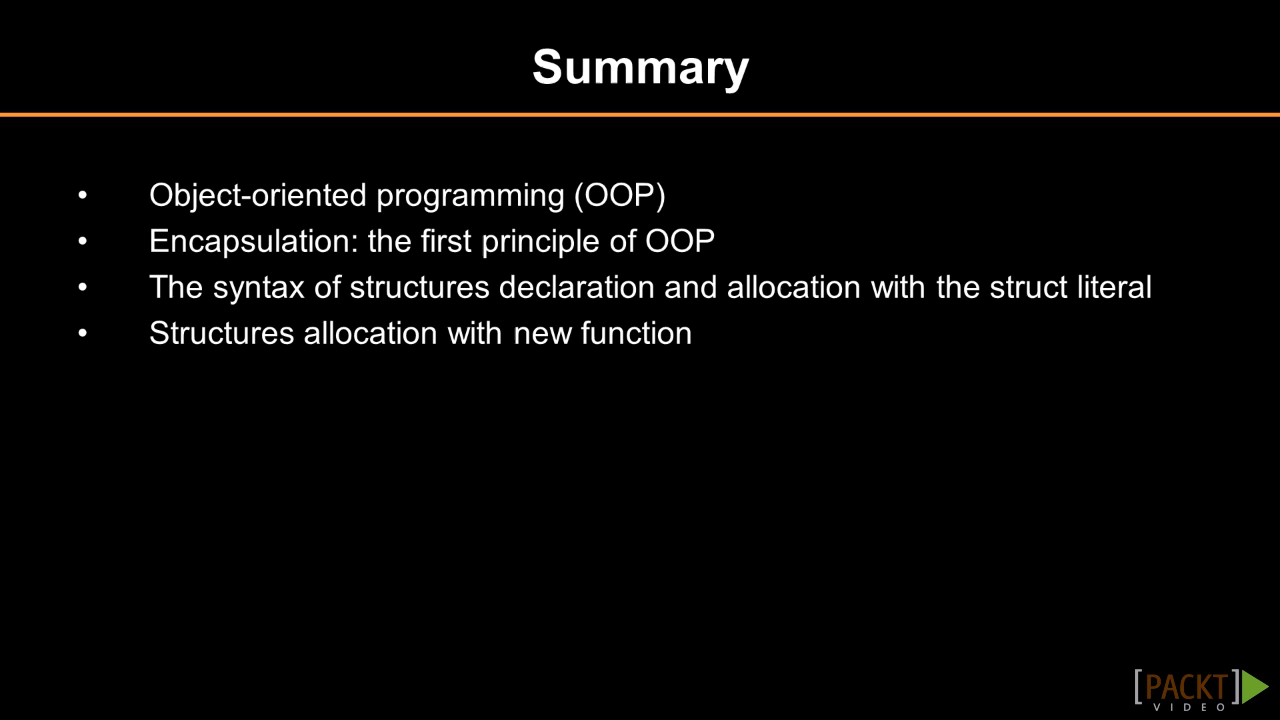 Summary
• Object-oriented programming (OOP)
• Encapsulation: the first principle of OOP
• The syntax of structures declaration and allocation with the struct literal
• Structures allocation with new function
[PACKT]
VIDEO